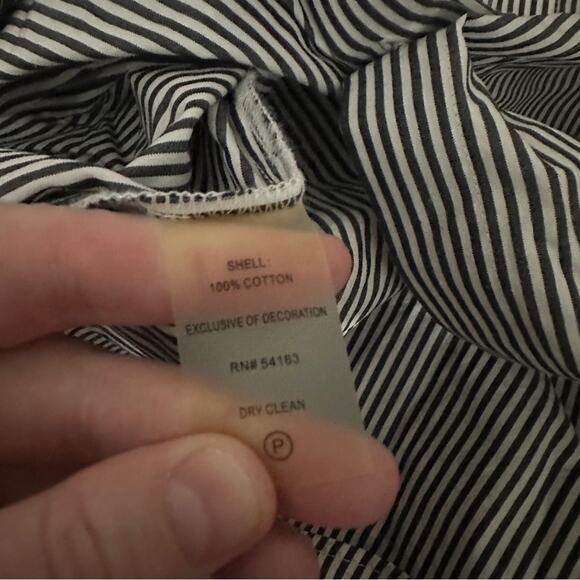 SHELL:
100% COTTON
EXCLUSIVE OF DECORATION
RN# 54163
DRY CLEAN
P